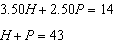 3.50H + 2.50P = 14
H + P = 43